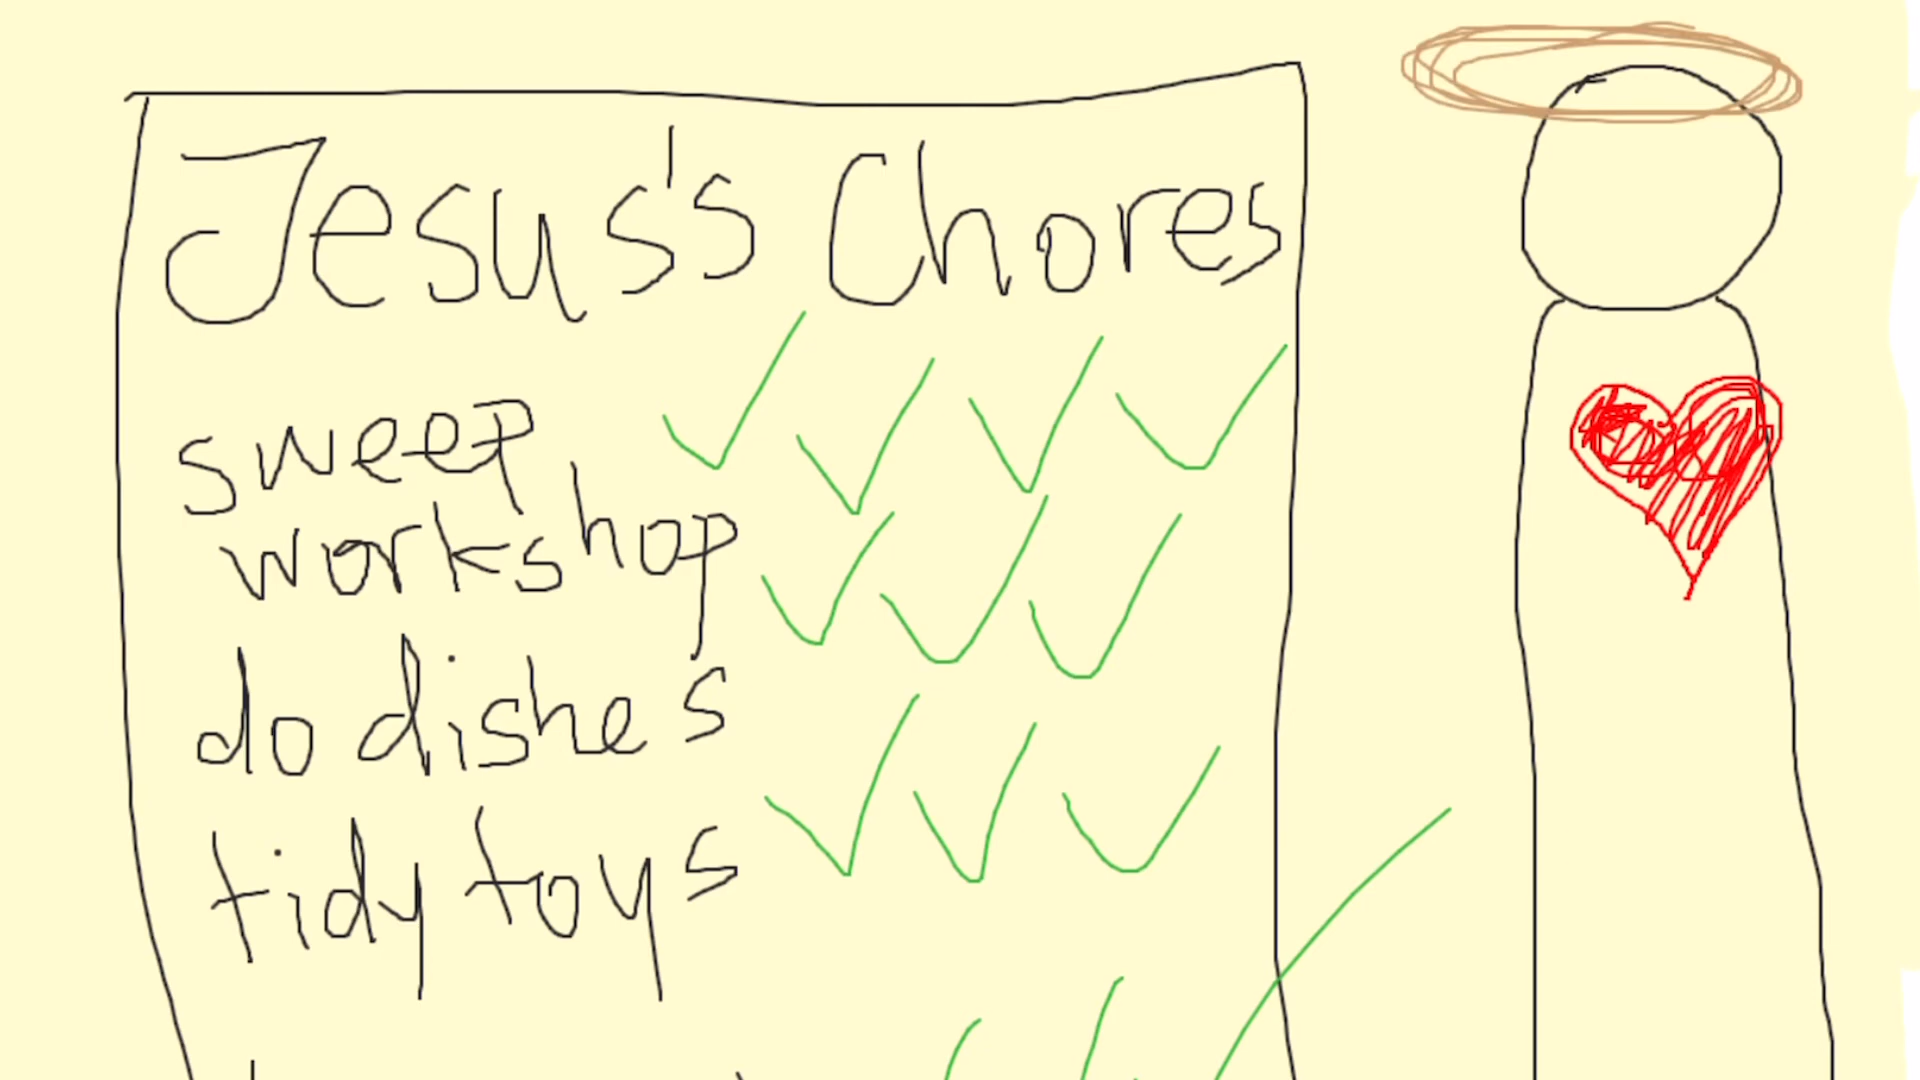 Jesus's Chores
sweep
workshop
do dishes
tidy toys